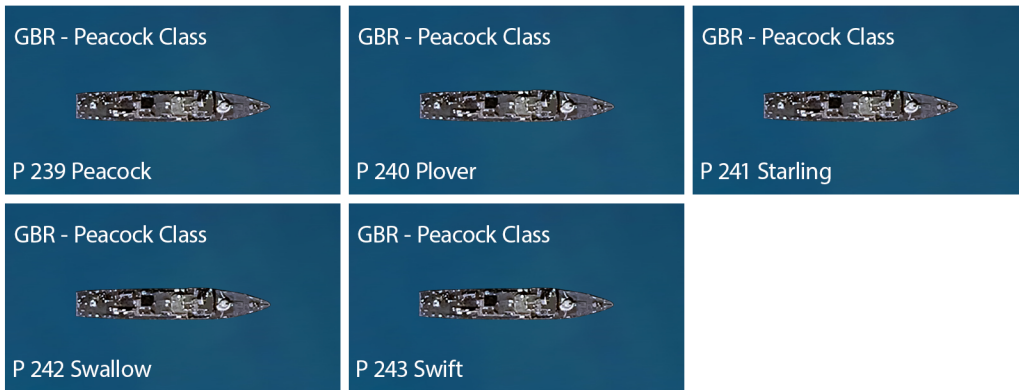 GBR - Peacock Class
P 239 Peacock
GBR - Peacock Class
P 240 Plover
GBR - Peacock Class
P 241 Starling
GBR - Peacock Class
P 242 Swallow
GBR - Peacock Class
P 243 Swift